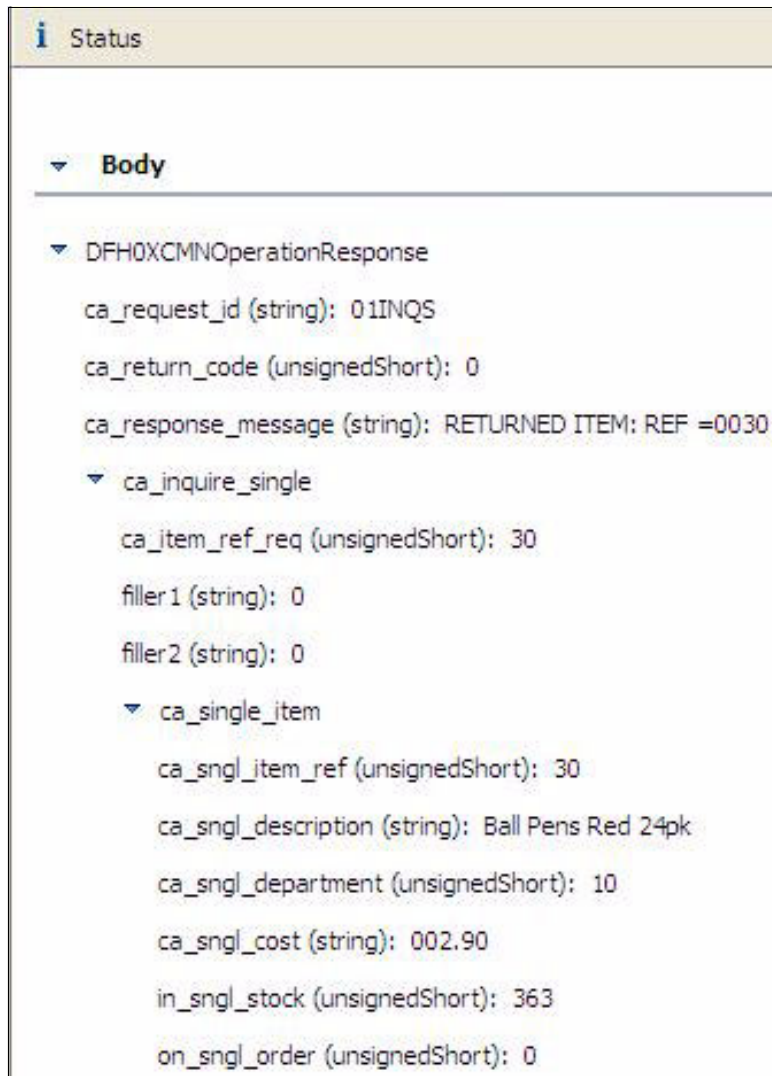 i Status
Body
DFH0XCMNOperationResponse
ca_request_id (string): 01INQS
ca_return_code (unsignedShort): 0
ca_response_message (string): RETURNED ITEM: REF =0030
ca_inquire_single
ca_item_ref_req (unsignedShort): 30
filler1 (string): 0
filler2 (string): 0
ca_single_item
ca_sngl_item_ref (unsignedShort): 30
ca_sngl_description (string): Ball Pens Red 24pk
ca_sngl_department (unsignedShort): 10
ca_sngl_cost (string): 002.90
in_sngl_stock (unsignedShort): 363
on_sngl_order (unsignedShort): 0